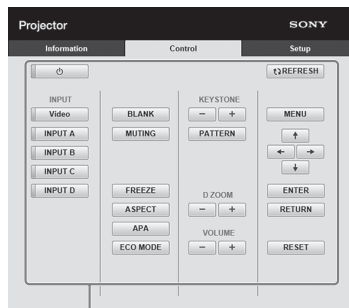 Projector SONY
Information Control Setup
REFRESH
INPUT KEYSTONE
Video BLANK − + MENU
INPUT A MUTING PATTERN
INPUT B
INPUT C
INPUT D FREEZE D ZOOM ENTER
ASPECT − + RETURN
APA VOLUME
ECO MODE − + RESET